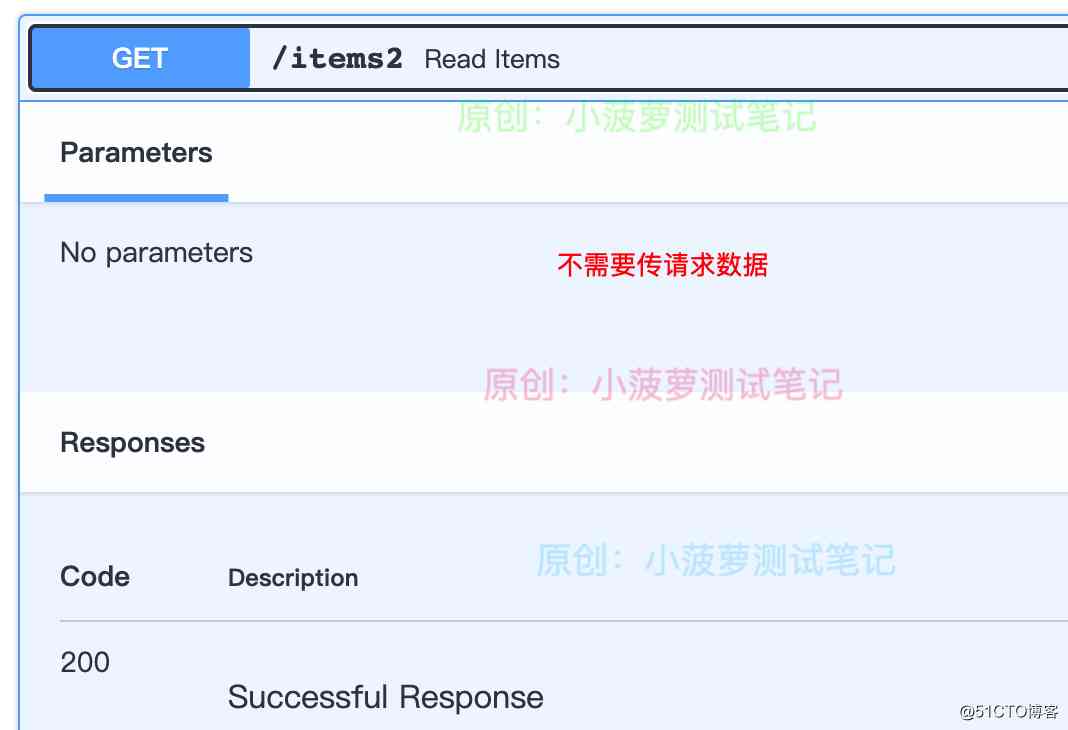 GET /items2 Read Items
原创：小菠萝测试笔记
Parameters
No parameters
不需要传请求数据
原创：小菠萝测试笔记
Responses
原创：小菠萝测试笔记
Code Description
200
Successful Response
@51CTO博客